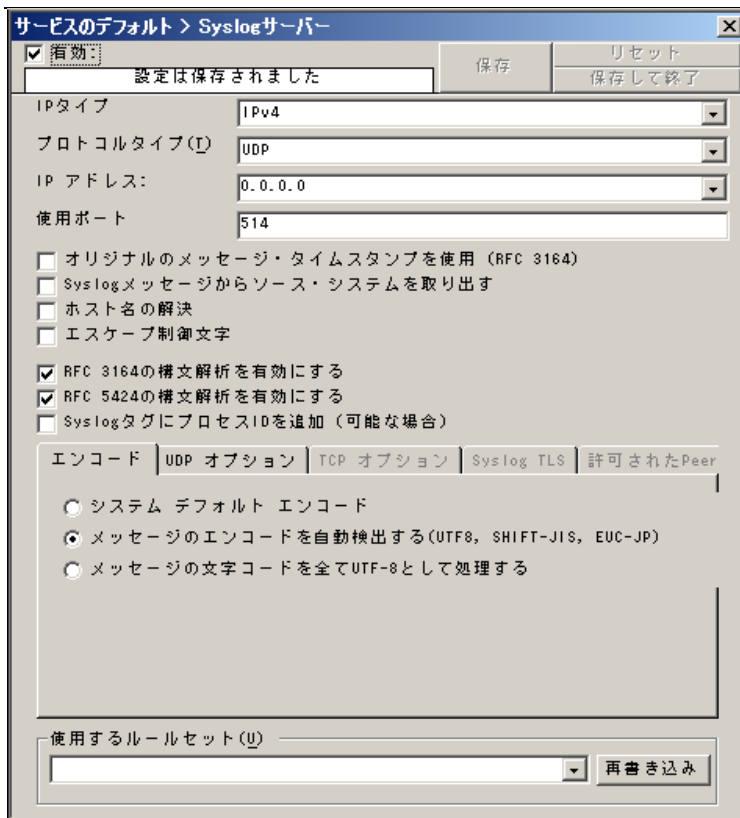 サービスのデフォルト > Syslogサーバー
有効:
設定は保存されました
保存
リセット
保存して終了
IPタイプ
IPv4
プロトコルタイプ(T)
UDP
IP アドレス:
0.0.0.0
使用ポート
514
オリジナルのメッセージ・タイムスタンプを使用 (RFC 3164)
Syslogメッセージからソース・システムを取り出す
ホスト名の解決
エスケープ制御文字
RFC 3164の構文解析を有効にする
RFC 5424の構文解析を有効にする
SyslogタグにプロセスIDを追加 (可能な場合)
エンコード UDP オプション TCP オプション Syslog TLS 許可されたPeer
システム デフォルト エンコード
メッセージのエンコードを自動検出する(UTF8, SHIFT-JIS, EUC-JP)
メッセージの文字コードを全てUTF-8として処理する
使用するルールセット(U)
再書き込み